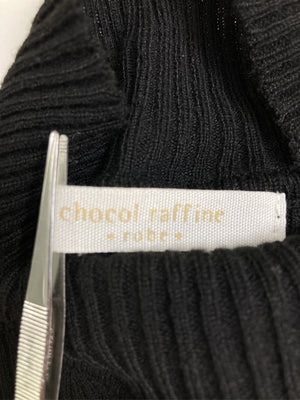 chocol raffine
• robe •